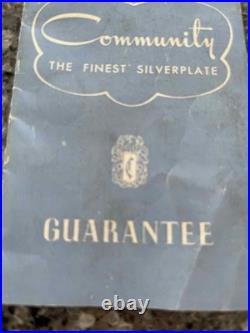 Community
THE FINEST SILVERPLATE
GUARANTEE